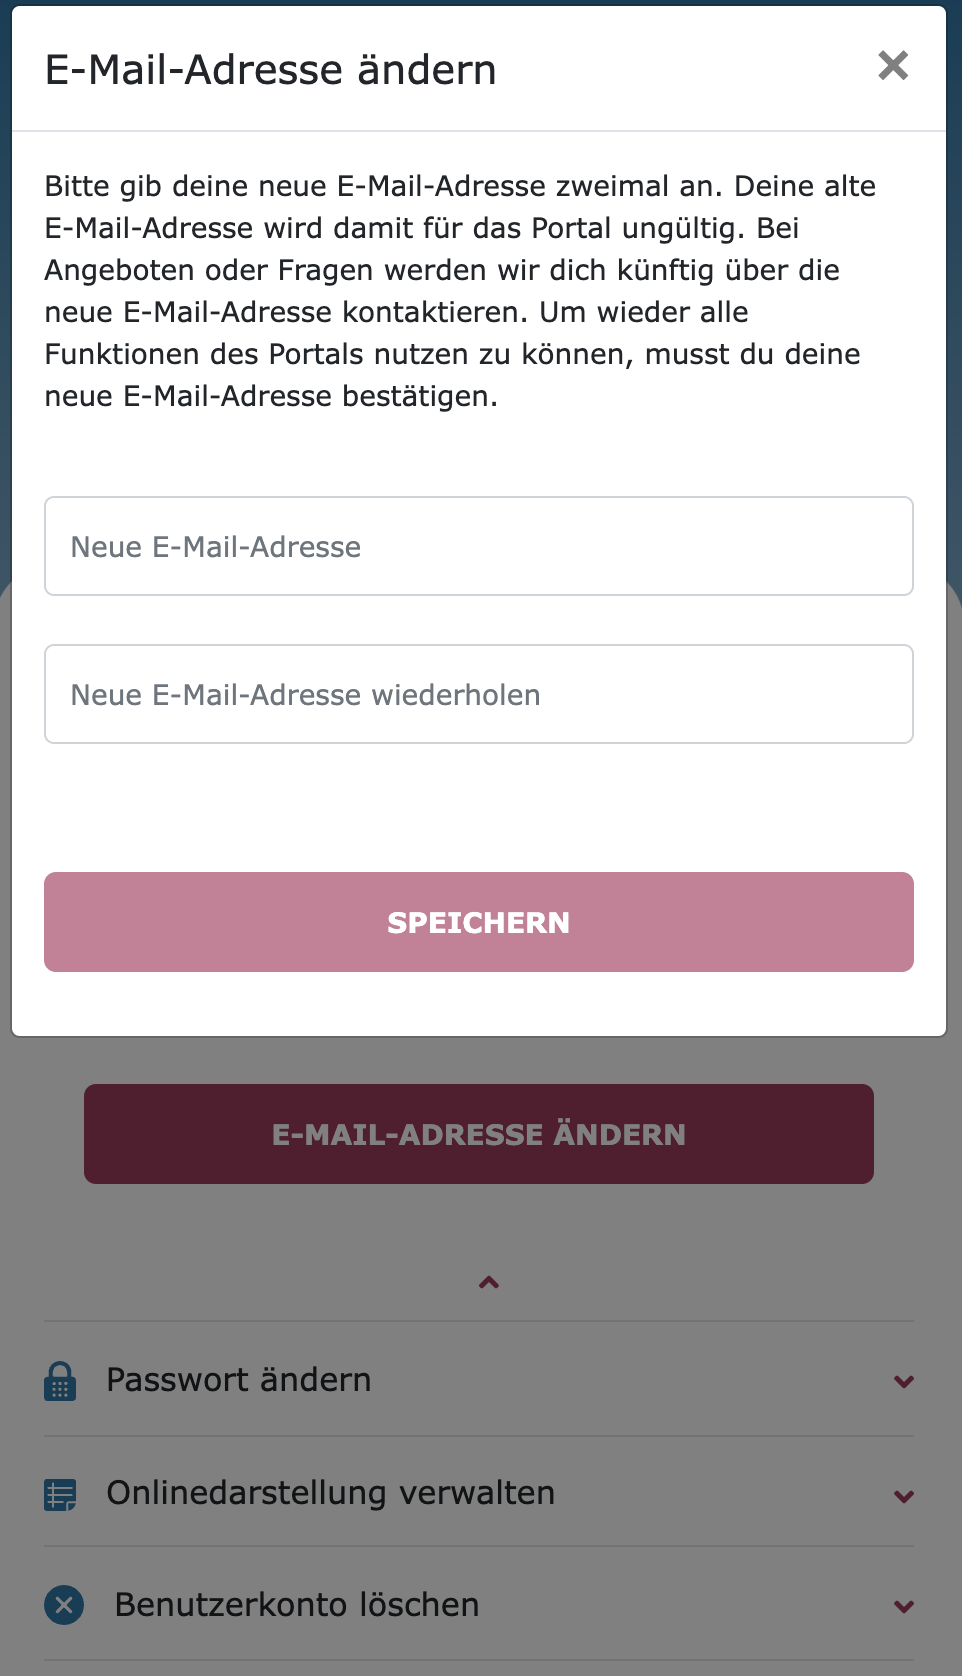 E-Mail-Adresse ändern
Bitte gib deine neue E-Mail-Adresse zweimal an. Deine alte
E-Mail-Adresse wird damit für das Portal ungültig. Bei
Angeboten oder Fragen werden wir dich künftig über die
neue E-Mail-Adresse kontaktieren. Um wieder alle
Funktionen des Portals nutzen zu können, musst du deine
neue E-Mail-Adresse bestätigen.
Neue E-Mail-Adresse
Neue E-Mail-Adresse wiederholen
SPEICHERN
E-MAIL-ADRESSE ÄNDERN
Passwort ändern
Onlinedarstellung verwalten
Benutzerkonto löschen